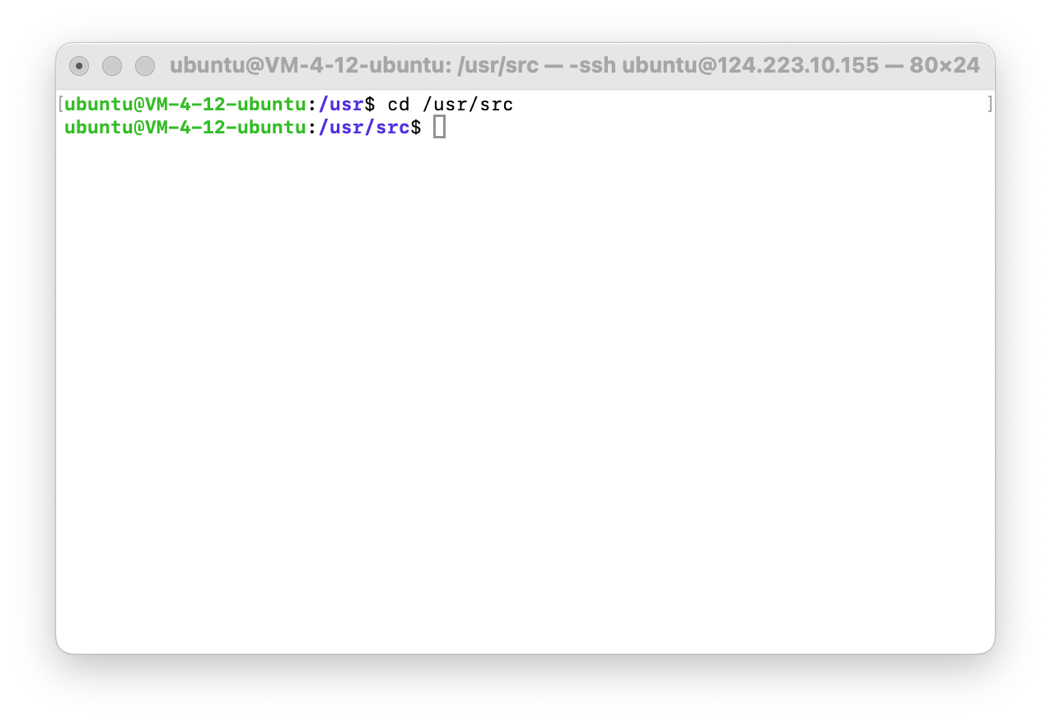 ubuntu@VM-4-12-ubuntu: /usr/src — -ssh ubuntu@124.223.10.155 — 80×24
[ubuntu@VM-4-12-ubuntu:/usr$ cd /usr/src ]
ubuntu@VM-4-12-ubuntu:/usr/src$